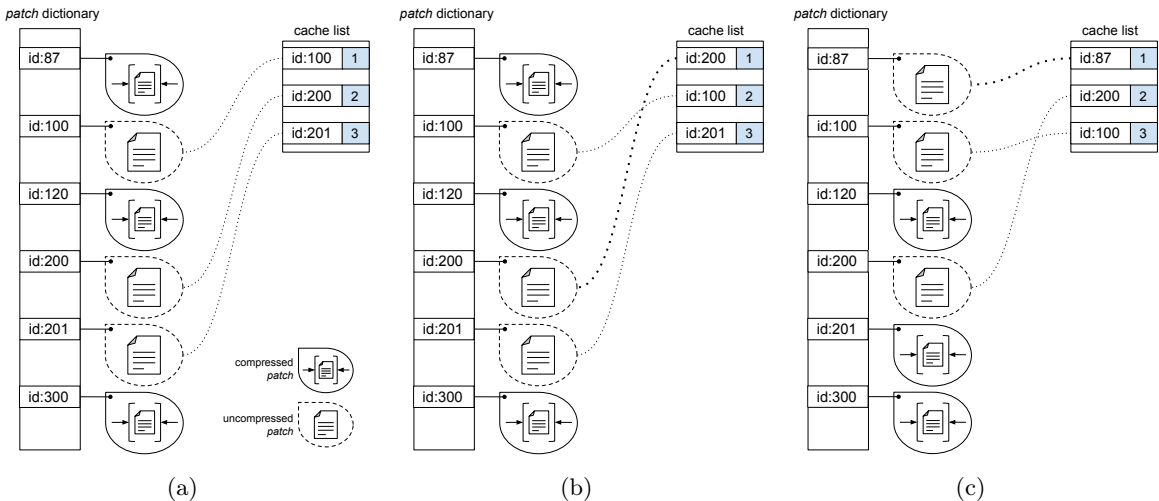 patch dictionary
cache list
id:87
id:100
id:120
id:200
id:201
id:300
id:100 1
id:200 2
id:201 3
compressed
patch
uncompressed
patch
(a)
patch dictionary
cache list
id:87
id:100
id:120
id:200
id:201
id:300
id:200 1
id:100 2
id:201 3
(b)
patch dictionary
cache list
id:87
id:100
id:120
id:200
id:201
id:300
id:87 1
id:200 2
id:100 3
(c)